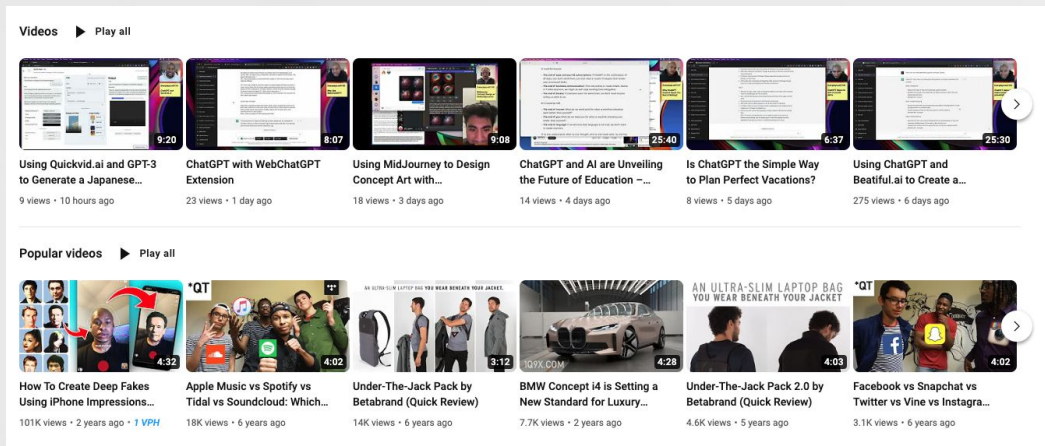 Videos ▶ Play all
9:20
8:07
9:08
25:40
6:37
25:30
Using Quickvid.ai and GPT-3
to Generate a Japanese...
9 views • 10 hours ago
ChatGPT with WebChatGPT
Extension
23 views • 1 day ago
Using MidJourney to Design
Concept Art with...
18 views • 3 days ago
ChatGPT and AI are Unveiling
the Future of Education –...
14 views • 4 days ago
Is ChatGPT the Simple Way
to Plan Perfect Vacations?
8 views • 5 days ago
Using ChatGPT and
Beatiful.ai to Create a...
275 views • 6 days ago
Popular videos ▶ Play all
4:32
*QT
4:02
AN ULTRA-SLIM LAPTOP BAG YOU WEAR BENEATH YOUR JACKET.
3:12
1Q9X.COM
4:28
AN ULTRA-SLIM LAPTOP BAG
YOU WEAR BENEATH YOUR JACKET
4:03
*QT
4:02
How To Create Deep Fakes
Using iPhone Impressions...
101K views • 2 years ago • 1 VPH
Apple Music vs Spotify vs
Tidal vs Soundcloud: Which...
18K views • 6 years ago
Under-The-Jack Pack by
Betabrand (Quick Review)
14K views • 6 years ago
BMW Concept i4 is Setting a
New Standard for Luxury...
7.7K views • 2 years ago
Under-The-Jack Pack 2.0 by
Betabrand (Quick Review)
4.6K views • 5 years ago
Facebook vs Snapchat vs
Twitter vs Vine vs Instagra...
3.1K views • 6 years ago